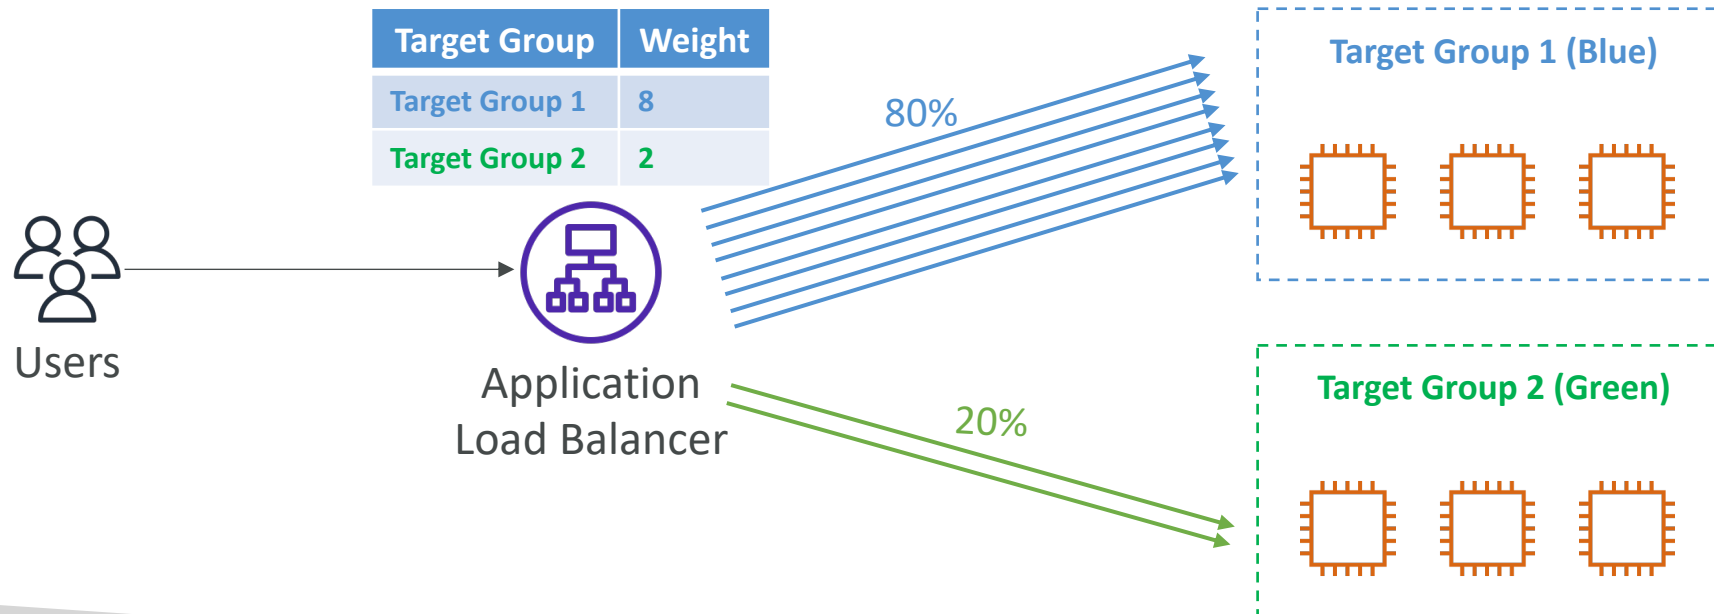 Target Group Weight
Target Group 1 8
Target Group 2 2
80%
Target Group 1 (Blue)
Users
Application
Load Balancer
20%
Target Group 2 (Green)